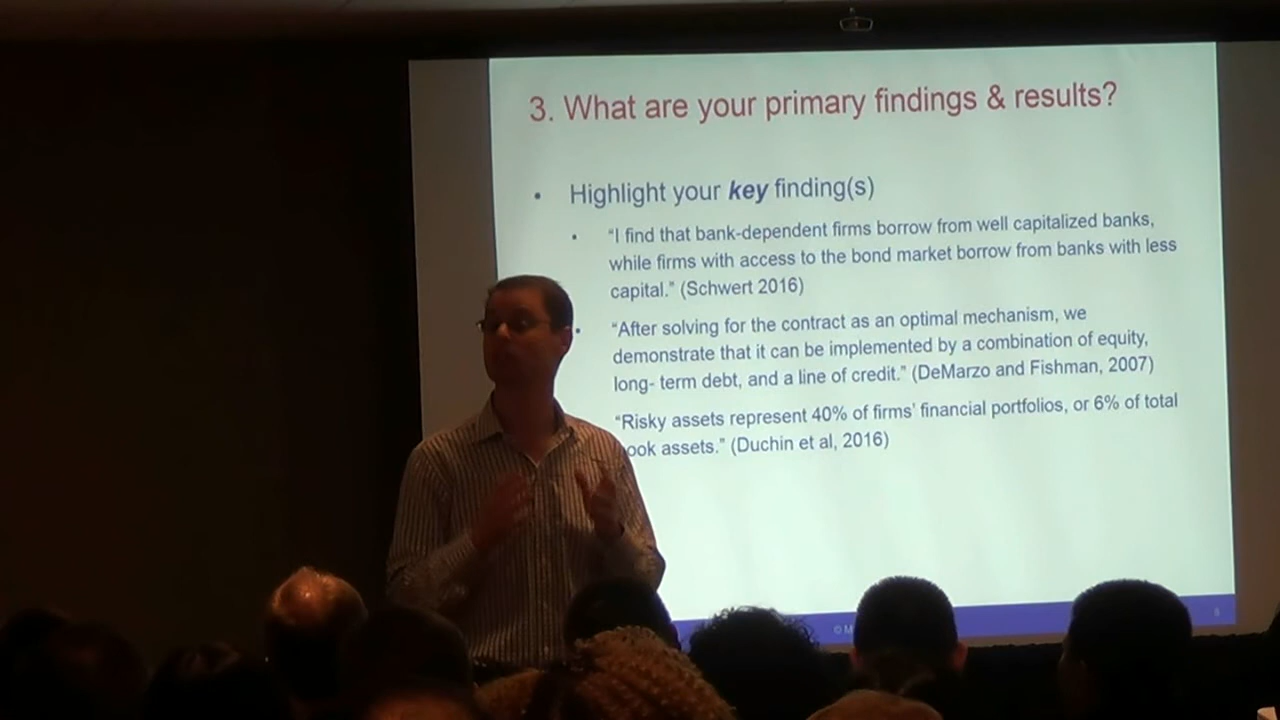 3. What are your primary findings & results?
• Highlight your key finding(s)
• “I find that bank-dependent firms borrow from well capitalized banks,
while firms with access to the bond market borrow from banks with less
capital.” (Schwert 2016)
• “After solving for the contract as an optimal mechanism, we
demonstrate that it can be implemented by a combination of equity,
long- term debt, and a line of credit.” (DeMarzo and Fishman, 2007)
“Risky assets represent 40% of firms’ financial portfolios, or 6% of total
ook assets.” (Duchin et al, 2016)
© M